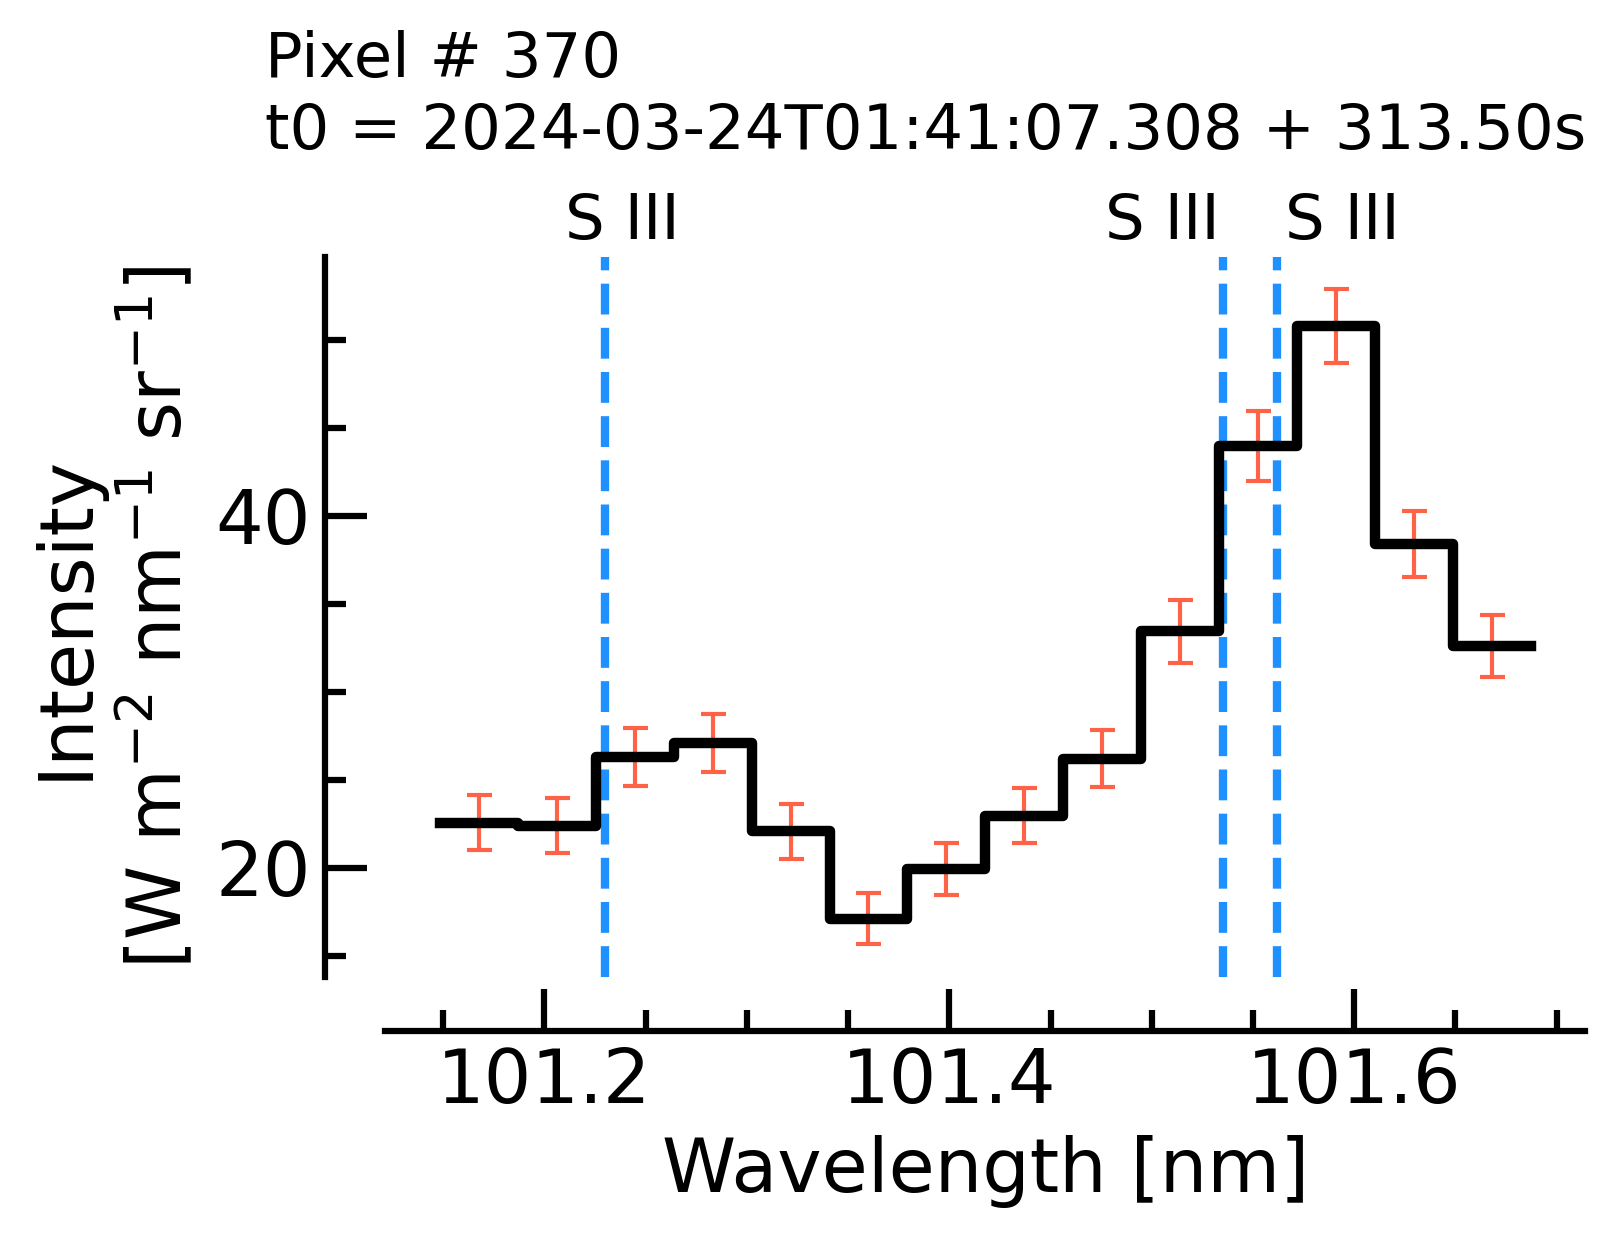 Pixel # 370
t0 = 2024-03-24T01:41:07.308 + 313.50s
S III S III S III
Intensity
[W m⁻² nm⁻¹ sr⁻¹]
40
20
101.2 101.4 101.6
Wavelength [nm]